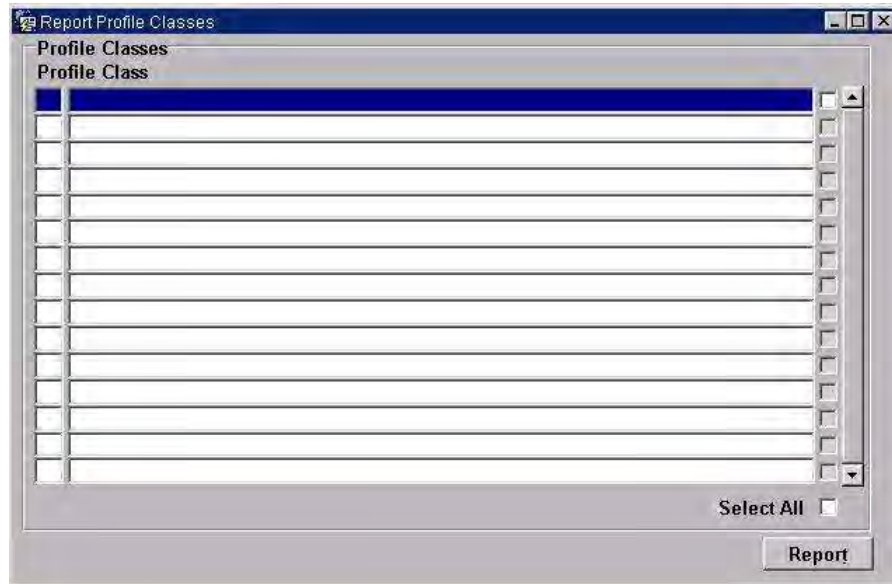 Report Profile Classes
Profile Classes
Profile Class
Select All
Report